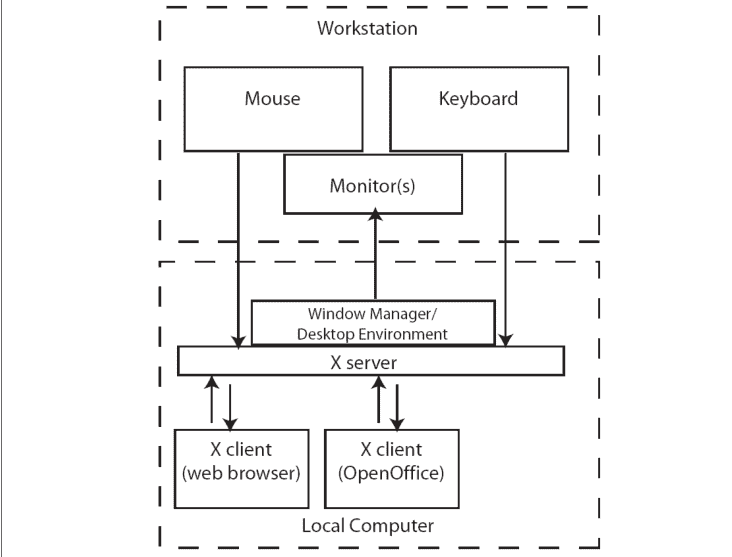 Workstation
Mouse
Keyboard
Monitor(s)
Window Manager/
Desktop Environment
X server
X client
(web browser)
X client
(OpenOffice)
Local Computer